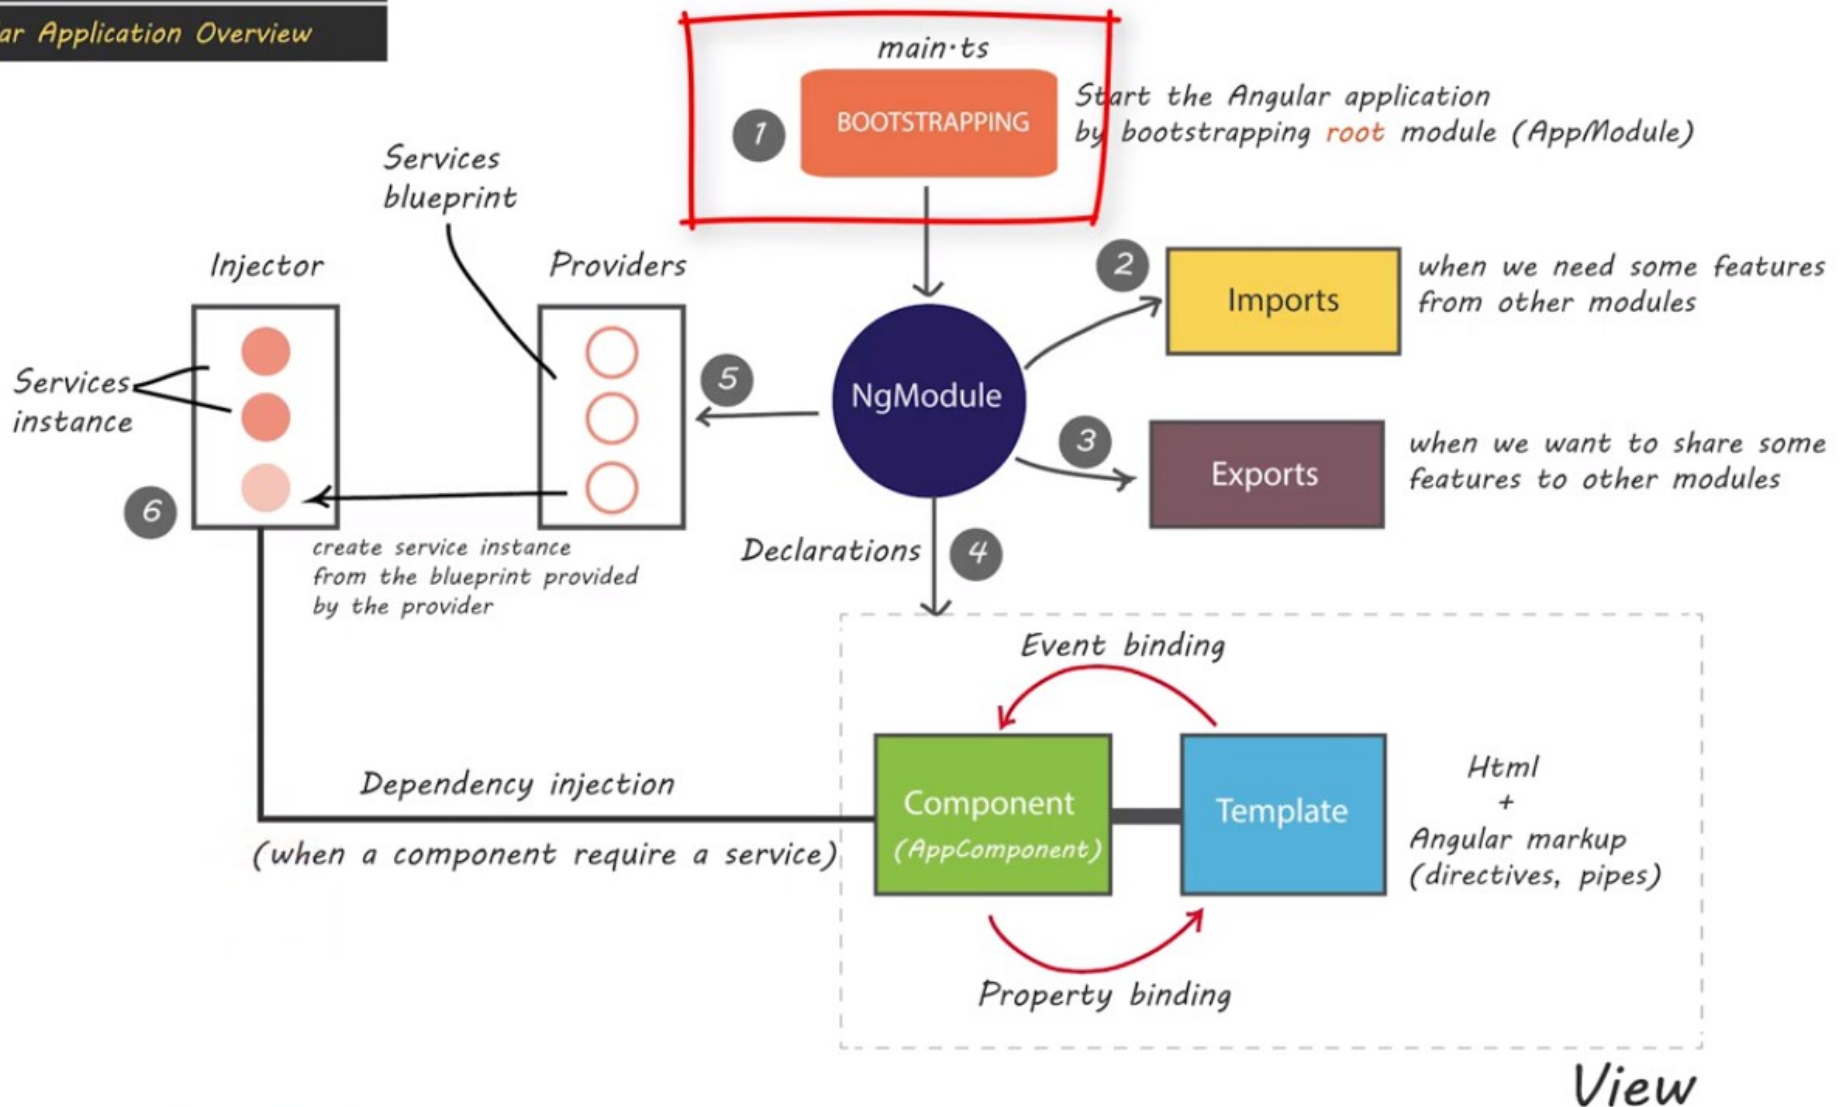 ar Application Overview
main.ts
1
BOOTSTRAPPING
Start the Angular application
by bootstrapping root module (AppModule)
Services
blueprint
Injector
Providers
2
Imports
when we need some features
from other modules
Services
instance
5
NgModule
3
Exports
when we want to share some
features to other modules
6
create service instance
from the blueprint provided
by the provider
Declarations
4
Event binding
Dependency injection
(when a component require a service)
Component
(AppComponent)
Template
Html
+
Angular markup
(directives, pipes)
Property binding
View